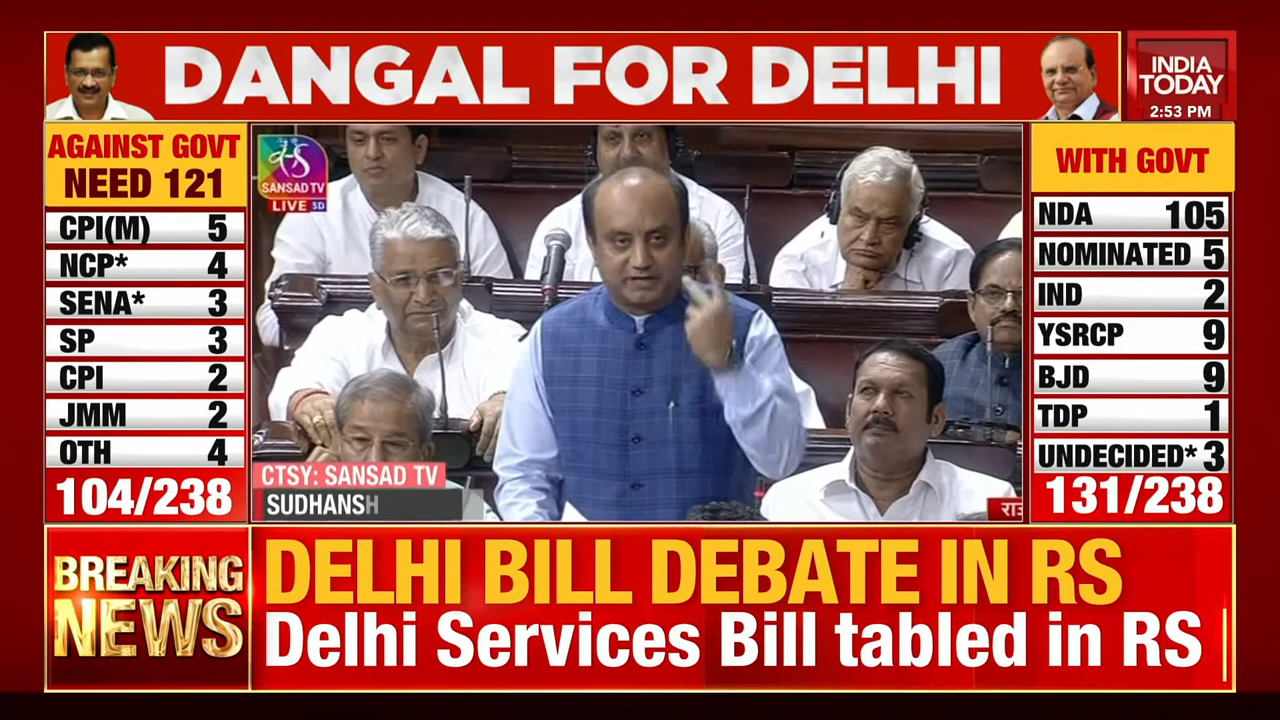 DANGAL FOR DELHI
INDIA
TODAY
2:53 PM
AGAINST GOVT
NEED 121
CPI(M) 5
NCP* 4
SENA* 3
SP 3
CPI 2
JMM 2
OTH 4
104/238
SANSAD TV
LIVE 5D
CTSY: SANSAD TV
SUDHANSH
WITH GOVT
NDA 105
NOMINATED 5
IND 2
YSRCP 9
BJD 9
TDP 1
UNDECIDED* 3
131/238
BREAKING
NEWS
DELHI BILL DEBATE IN RS
Delhi Services Bill tabled in RS